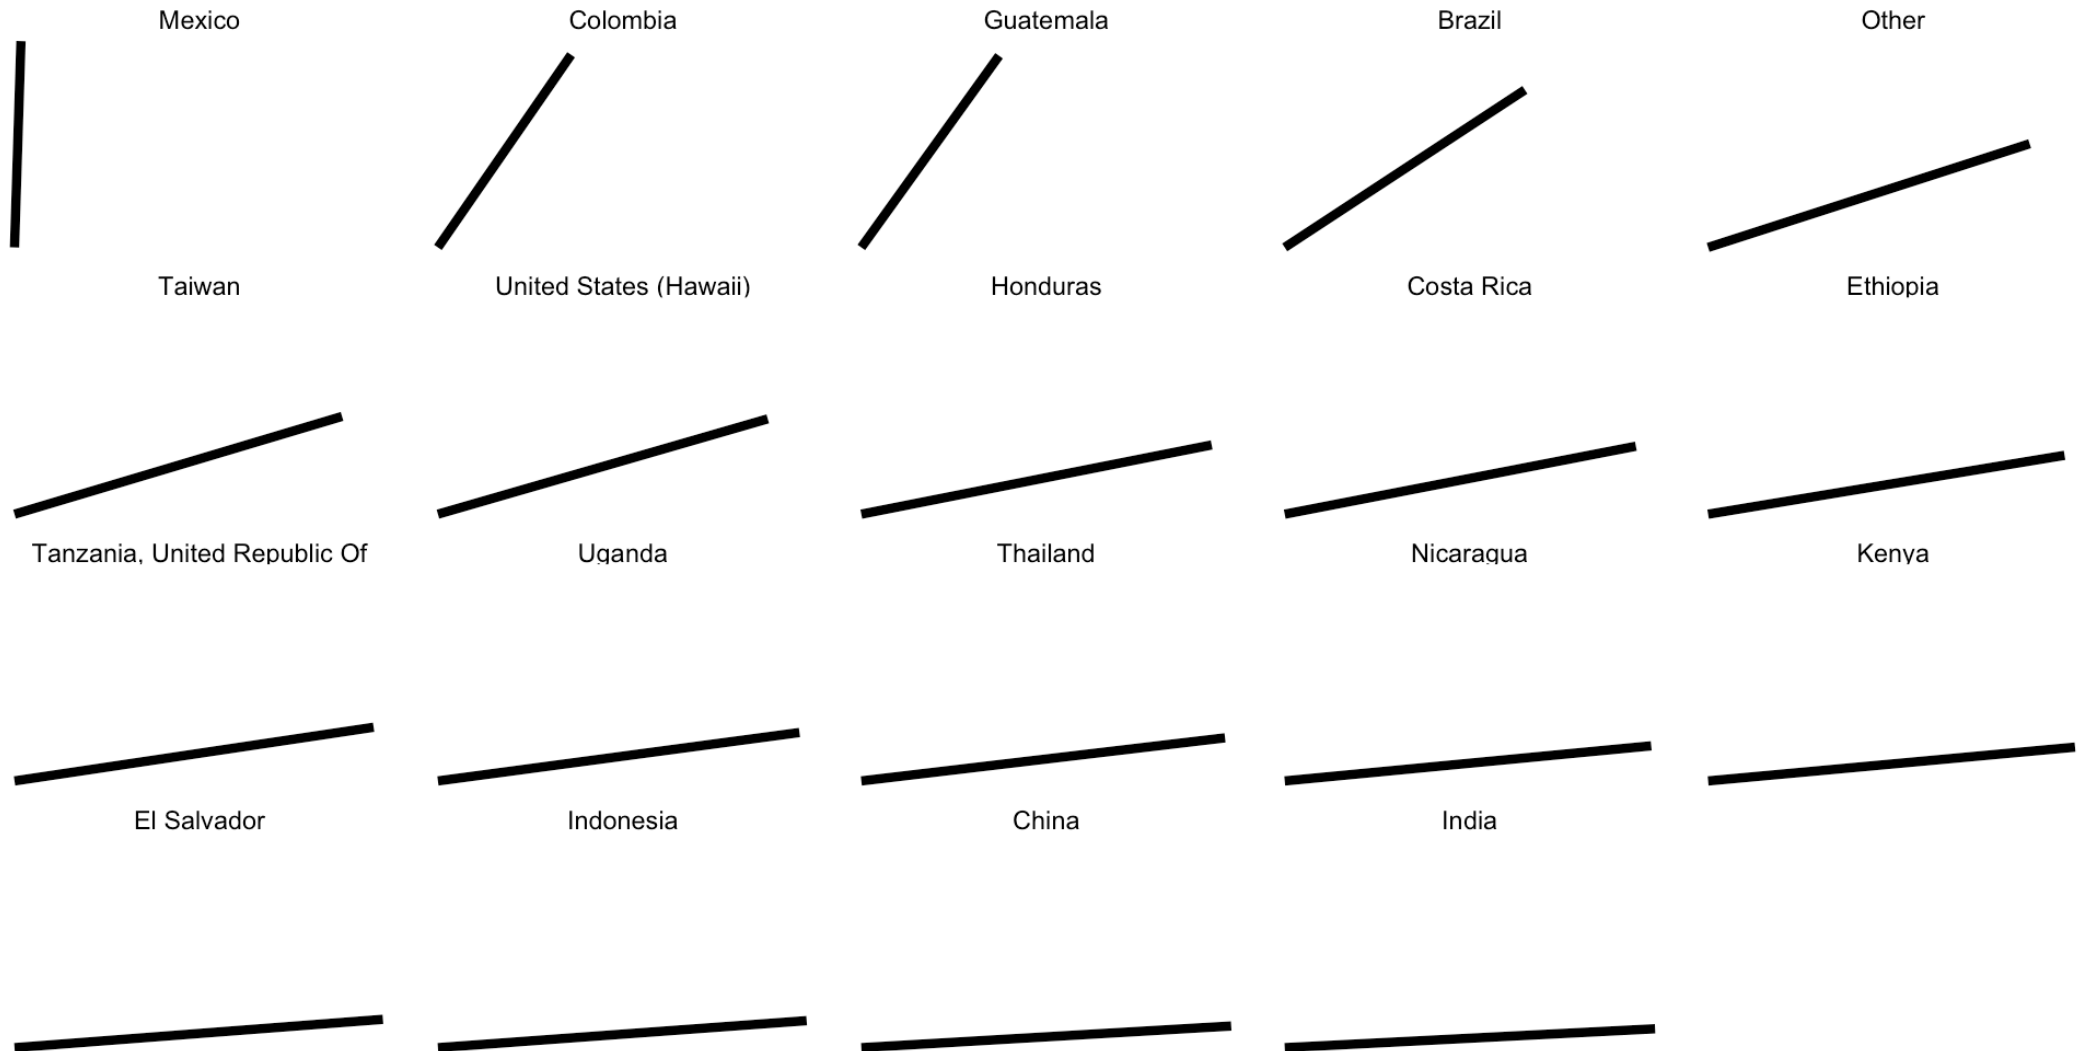 Mexico
Colombia
Guatemala
Brazil
Other
Taiwan
United States (Hawaii)
Honduras
Costa Rica
Ethiopia
Tanzania, United Republic Of
Uganda
Thailand
Nicaragua
Kenya
El Salvador
Indonesia
China
India